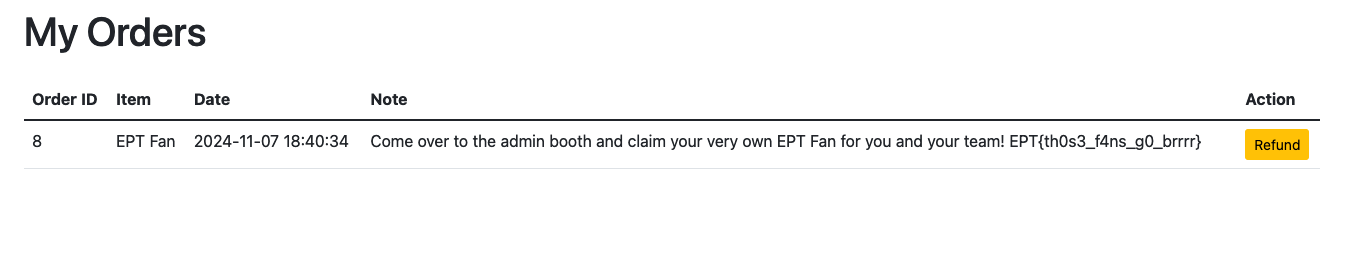 My Orders
Order ID Item Date Note Action
8 EPT Fan 2024-11-07 18:40:34 Come over to the admin booth and claim your very own EPT Fan for you and your team! EPT{th0s3_f4ns_g0_brrrr} Refund